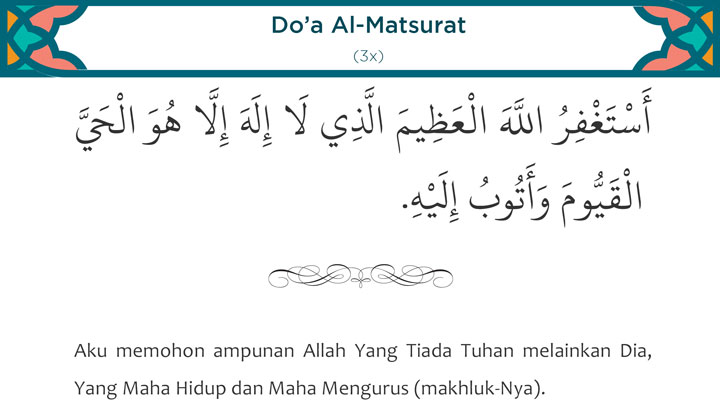 Do’a Al-Matsurat
(3x)
أَسْتَغْفِرُ اللَّهَ الْعَظِيمَ الَّذِي لَا إِلَهَ إِلَّا هُوَ الْحَيَّ
الْقَيُّومَ وَأَتُوبُ إِلَيْهِ.
Aku memohon ampunan Allah Yang Tiada Tuhan melainkan Dia,
Yang Maha Hidup dan Maha Mengurus (makhluk-Nya).